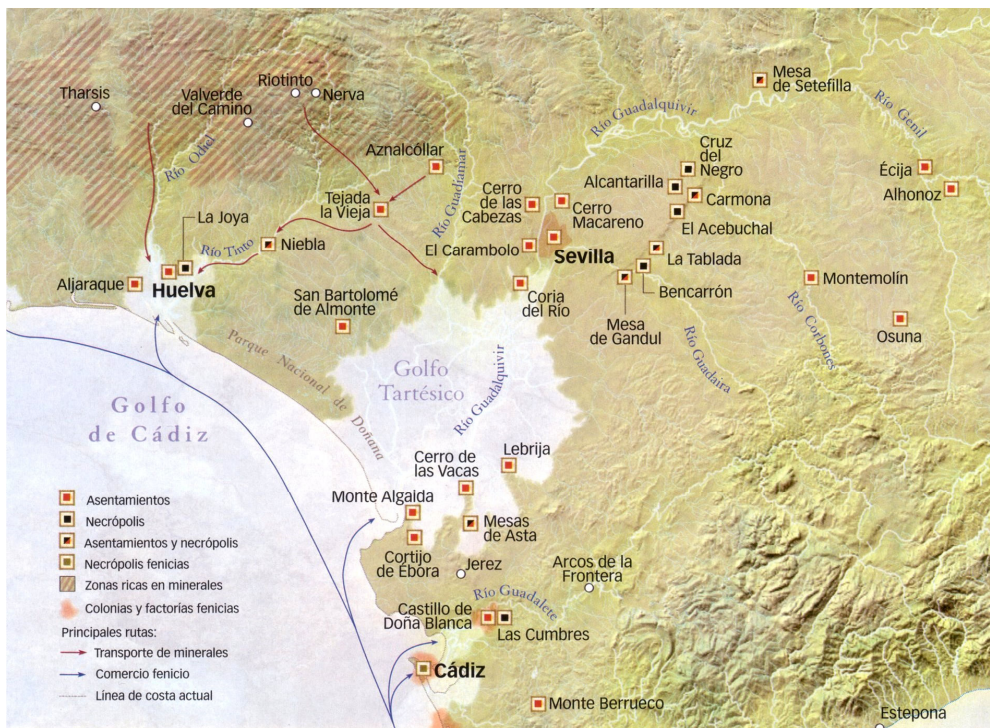 Tharsis
Valverde
del Camino
Riotinto
Nerva
Río Odiel
Aznalcóllar
Río Guadiamar
Río Guadalquivir
Mesa
de Setefilla
Río Genil
Cruz
del
Negro
Écija
Alhonoz
Alcantarilla
Carmona
El Acebuchal
Cerro
de las
Cabezas
Cerro
Macareno
Tejada
la Vieja
La Joya
Río Tinto
Niebla
El Carambolo
Sevilla
La Tablada
Bencarrón
Aljaraque
Huelva
San Bartolomé
de Almonte
Coria
del Río
Mesa
de Gandul
Montemolín
Osuna
Río Corbones
Río Guadaira
Parque Nacional de Doñana
Golfo
Tartésico
Río Guadalquivir
Golfo
de Cádiz
Lebrija
Cerro de
las Vacas
Monte Algaida
Mesas
de Asta
Cortijo
de Ébora
Jerez
Arcos de la
Frontera
Río Guadalete
Castillo de
Doña Blanca
Las Cumbres
Cádiz
Monte Berrueco
Estepona
Asentamientos
Necrópolis
Asentamientos y necrópolis
Necrópolis fenicias
Zonas ricas en minerales
Colonias y factorías fenicias
Principales rutas:
Transporte de minerales
Comercio fenicio
Línea de costa actual